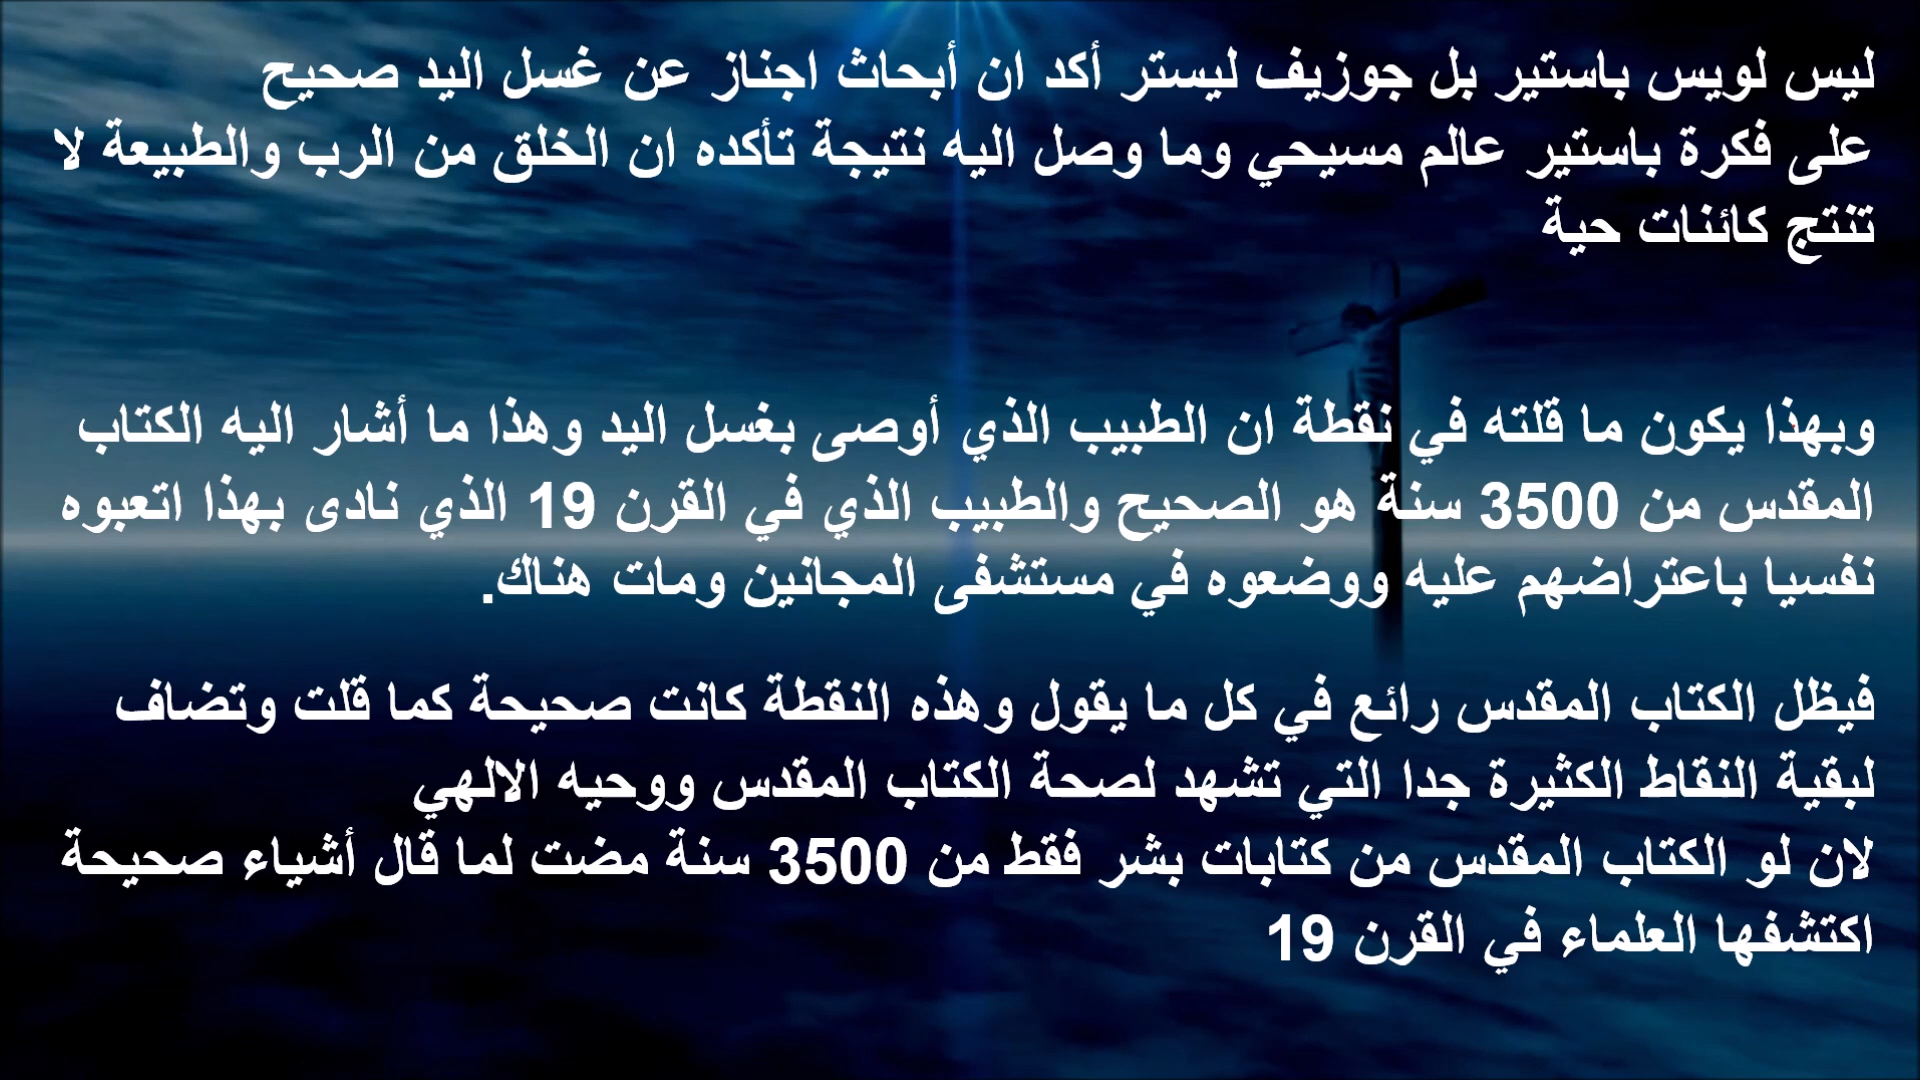 ليس لويس باستير بل جوزيف ليستر أكد ان أبحاث اجناز عن غسل اليد صحيح
على فكرة باستير عالم مسيحي وما وصل اليه نتيجة تأكده ان الخلق من الرب والطبيعة لا
تنتج كائنات حية
وبهذا يكون ما قلته في نقطة ان الطبيب الذي أوصى بغسل اليد وهذا ما أشار اليه الكتاب
المقدس من 3500 سنة هو الصحيح والطبيب الذي في القرن 19 الذي نادى بهذا اتعبوه
نفسيا باعتراضهم عليه ووضعوه في مستشفى المجانين ومات هناك.
فيظل الكتاب المقدس رائع في كل ما يقول وهذه النقطة كانت صحيحة كما قلت وتضاف
لبقية النقاط الكثيرة جدا التي تشهد لصحة الكتاب المقدس ووحيه الالهي
لان لو الكتاب المقدس من كتابات بشر فقط من 3500 سنة مضت لما قال أشياء صحيحة
اكتشفها العلماء في القرن 19